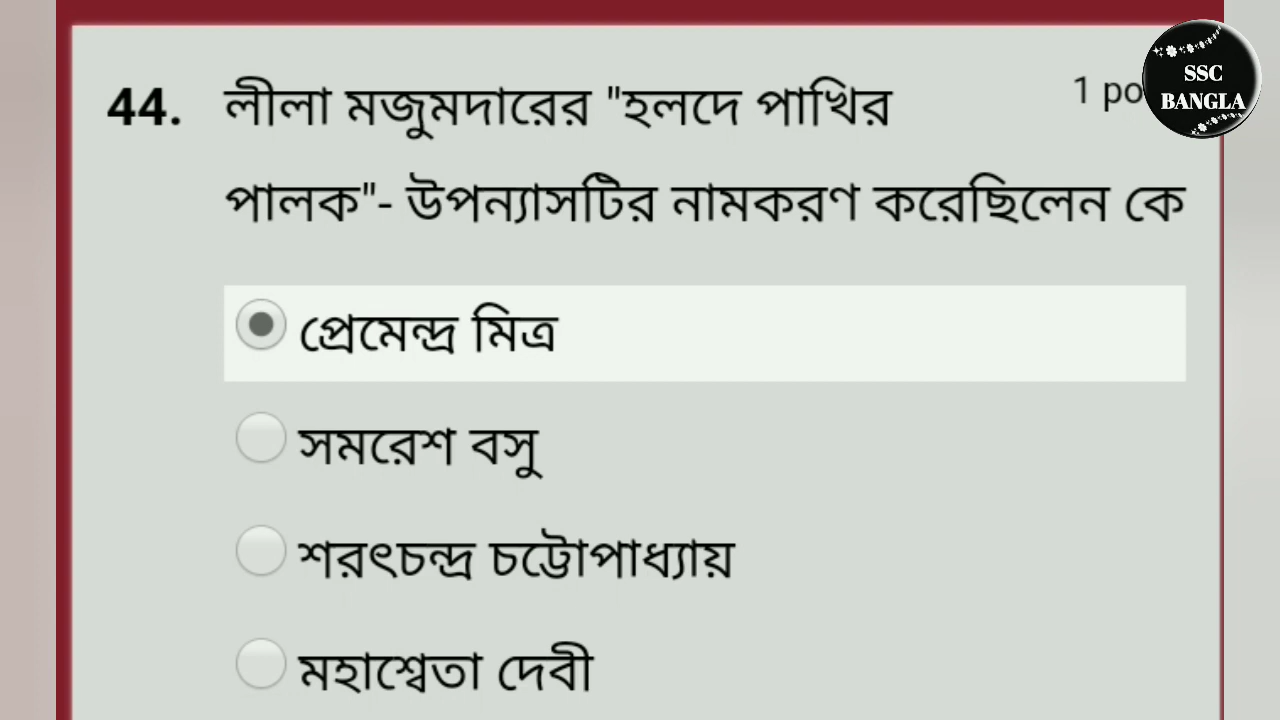 44. লীলা মজুমদারের "হলদে পাখির
1 po
পালক"- উপন্যাসটির নামকরণ করেছিলেন কে
প্রেমেন্দ্র মিত্র
সমরেশ বসু
শরৎচন্দ্র চট্টোপাধ্যায়
মহাশ্বেতা দেবী
SSC
BANGLA